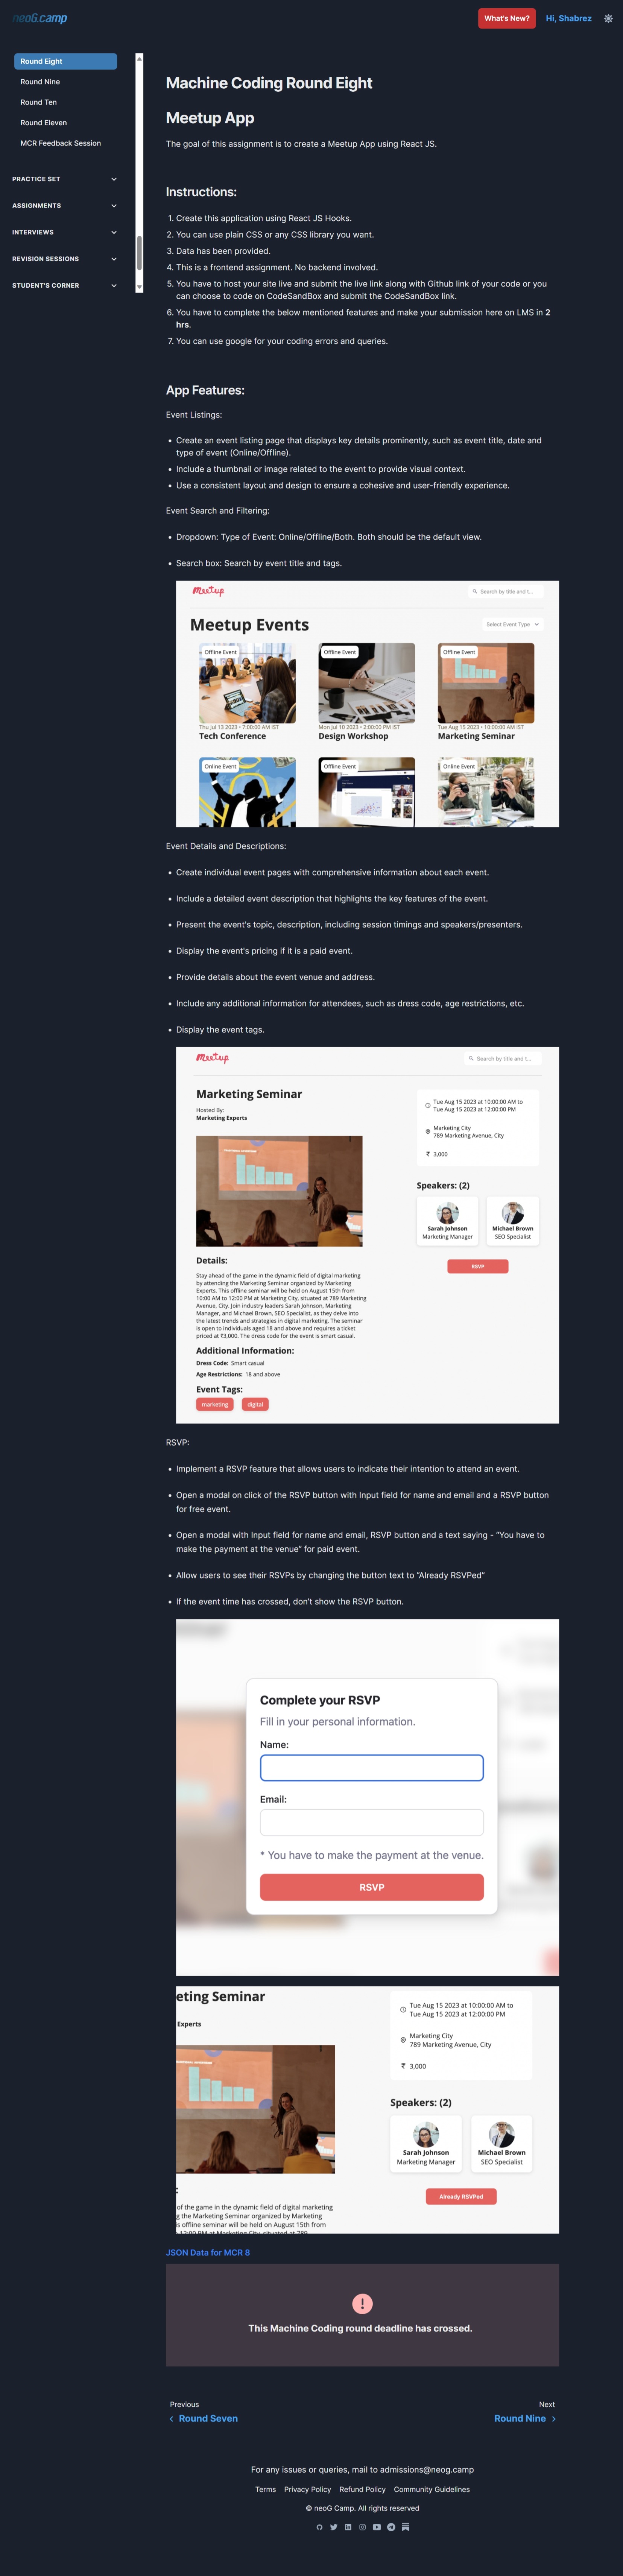 neoG.camp
What's New?
Hi, Shabrez
Round Eight
Round Nine
Round Ten
Round Eleven
MCR Feedback Session
PRACTICE SET
ASSIGNMENTS
INTERVIEWS
REVISION SESSIONS
STUDENT'S CORNER
Machine Coding Round Eight
Meetup App
The goal of this assignment is to create a Meetup App using React JS.
Instructions:
1. Create this application using React JS Hooks.
2. You can use plain CSS or any CSS library you want.
3. Data has been provided.
4. This is a frontend assignment. No backend involved.
5. You have to host your site live and submit the live link along with Github link of your code or you
can choose to code on CodeSandBox and submit the CodeSandBox link.
6. You have to complete the below mentioned features and make your submission here on LMS in 2
hrs.
7. You can use google for your coding errors and queries.
App Features:
Event Listings:
• Create an event listing page that displays key details prominently, such as event title, date and
type of event (Online/Offline).
• Include a thumbnail or image related to the event to provide visual context.
• Use a consistent layout and design to ensure a cohesive and user-friendly experience.
Event Search and Filtering:
• Dropdown: Type of Event: Online/Offline/Both. Both should be the default view.
• Search box: Search by event title and tags.
Meetup
Search by title and t...
Meetup Events
Select Event Type
Offline Event
Offline Event
Offline Event
Thu Jul 13 2023 • 7:00:00 AM IST
Mon Jul 10 2023 • 2:00:00 PM IST
Tue Aug 15 2023 • 10:00:00 AM IST
Tech Conference
Design Workshop
Marketing Seminar
Online Event
Offline Event
Online Event
Event Details and Descriptions:
• Create individual event pages with comprehensive information about each event.
• Include a detailed event description that highlights the key features of the event.
• Present the event's topic, description, including session timings and speakers/presenters.
• Display the event's pricing if it is a paid event.
• Provide details about the event venue and address.
• Include any additional information for attendees, such as dress code, age restrictions, etc.
• Display the event tags.
Meetup
Search by title and t...
Marketing Seminar
Hosted By:
Marketing Experts
Tue Aug 15 2023 at 10:00:00 AM to
Tue Aug 15 2023 at 12:00:00 PM
Marketing City
789 Marketing Avenue, City
₹ 3,000
Speakers: (2)
Sarah Johnson
Marketing Manager
Michael Brown
SEO Specialist
RSVP
Details:
Stay ahead of the game in the dynamic field of digital marketing
by attending the Marketing Seminar organized by Marketing
Experts. This offline seminar will be held on August 15th from
10:00 AM to 12:00 PM at Marketing City, situated at 789 Marketing
Avenue, City. Join industry leaders Sarah Johnson, Marketing
Manager, and Michael Brown, SEO Specialist, as they delve into
the latest trends and strategies in digital marketing. The seminar
is open to individuals aged 18 and above and requires a ticket
priced at ₹3,000. The dress code for the event is smart casual.
Additional Information:
Dress Code: Smart casual
Age Restrictions: 18 and above
Event Tags:
marketing
digital
RSVP:
• Implement a RSVP feature that allows users to indicate their intention to attend an event.
• Open a modal on click of the RSVP button with Input field for name and email and a RSVP button
for free event.
• Open a modal with Input field for name and email, RSVP button and a text saying - “You have to
make the payment at the venue” for paid event.
• Allow users to see their RSVPs by changing the button text to “Already RSVPed”
• If the event time has crossed, don't show the RSVP button.
Complete your RSVP
Fill in your personal information.
Name:
Email:
* You have to make the payment at the venue.
RSVP
eting Seminar
Experts
Tue Aug 15 2023 at 10:00:00 AM to
Tue Aug 15 2023 at 12:00:00 PM
Marketing City
789 Marketing Avenue, City
₹ 3,000
Speakers: (2)
Sarah Johnson
Marketing Manager
Michael Brown
SEO Specialist
Already RSVPed
:
of the game in the dynamic field of digital marketing
g the Marketing Seminar organized by Marketing
is offline seminar will be held on August 15th from
12:00 PM at Marketing City, situated at 789
JSON Data for MCR 8
This Machine Coding round deadline has crossed.
Previous
Round Seven
Next
Round Nine
For any issues or queries, mail to admissions@neog.camp
Terms Privacy Policy Refund Policy Community Guidelines
© neoG Camp. All rights reserved